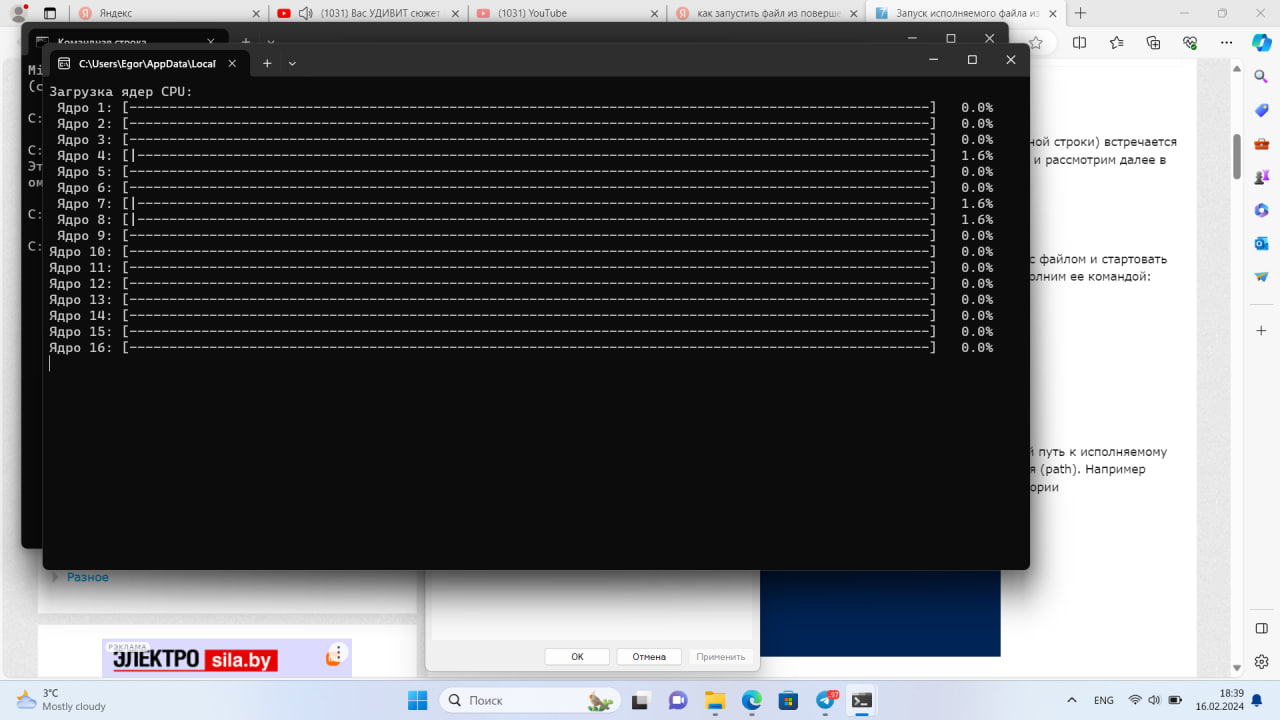 Яндекс
(1031) Вас УДИВИТ сюжет
(1031) YouTube
как запустить файл из поверше
Запуск исполняемого файла из
Командная строка
C:\Users\Egor\AppData\Local
Загрузка ядер CPU:
Ядро 1: [----------------------------------------------------------------------------------------------------] 0.0%
Ядро 2: [----------------------------------------------------------------------------------------------------] 0.0%
Ядро 3: [----------------------------------------------------------------------------------------------------] 0.0%
Ядро 4: [|---------------------------------------------------------------------------------------------------] 1.6%
Ядро 5: [----------------------------------------------------------------------------------------------------] 0.0%
Ядро 6: [----------------------------------------------------------------------------------------------------] 0.0%
Ядро 7: [|---------------------------------------------------------------------------------------------------] 1.6%
Ядро 8: [|---------------------------------------------------------------------------------------------------] 1.6%
Ядро 9: [----------------------------------------------------------------------------------------------------] 0.0%
Ядро 10: [----------------------------------------------------------------------------------------------------] 0.0%
Ядро 11: [----------------------------------------------------------------------------------------------------] 0.0%
Ядро 12: [----------------------------------------------------------------------------------------------------] 0.0%
Ядро 13: [----------------------------------------------------------------------------------------------------] 0.0%
Ядро 14: [----------------------------------------------------------------------------------------------------] 0.0%
Ядро 15: [----------------------------------------------------------------------------------------------------] 0.0%
Ядро 16: [----------------------------------------------------------------------------------------------------] 0.0%
Mi
(c
C:
C:
Эт
ом
C:
C:
ной строки) встречается
и рассмотрим далее в
с файлом и стартовать
олним ее командой:
й путь к исполняемому
я (path). Например
ории
Разное
РЕКЛАМА
ЭЛЕКТРО sila.by
ОК
Отмена
Применить
3°C
Mostly cloudy
Поиск
97
ENG
18:39
16.02.2024